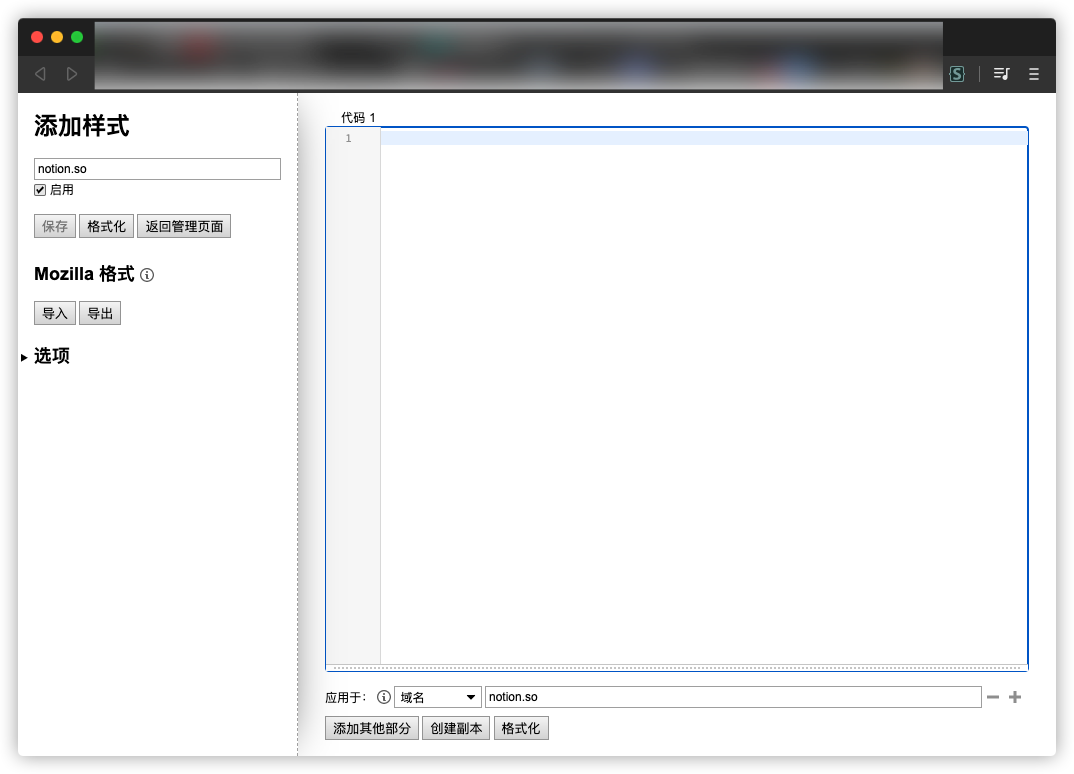 添加样式
notion.so
启用
保存 格式化 返回管理页面
Mozilla 格式
导入 导出
选项
代码 1
1
应用于： 域名 notion.so
添加其他部分 创建副本 格式化